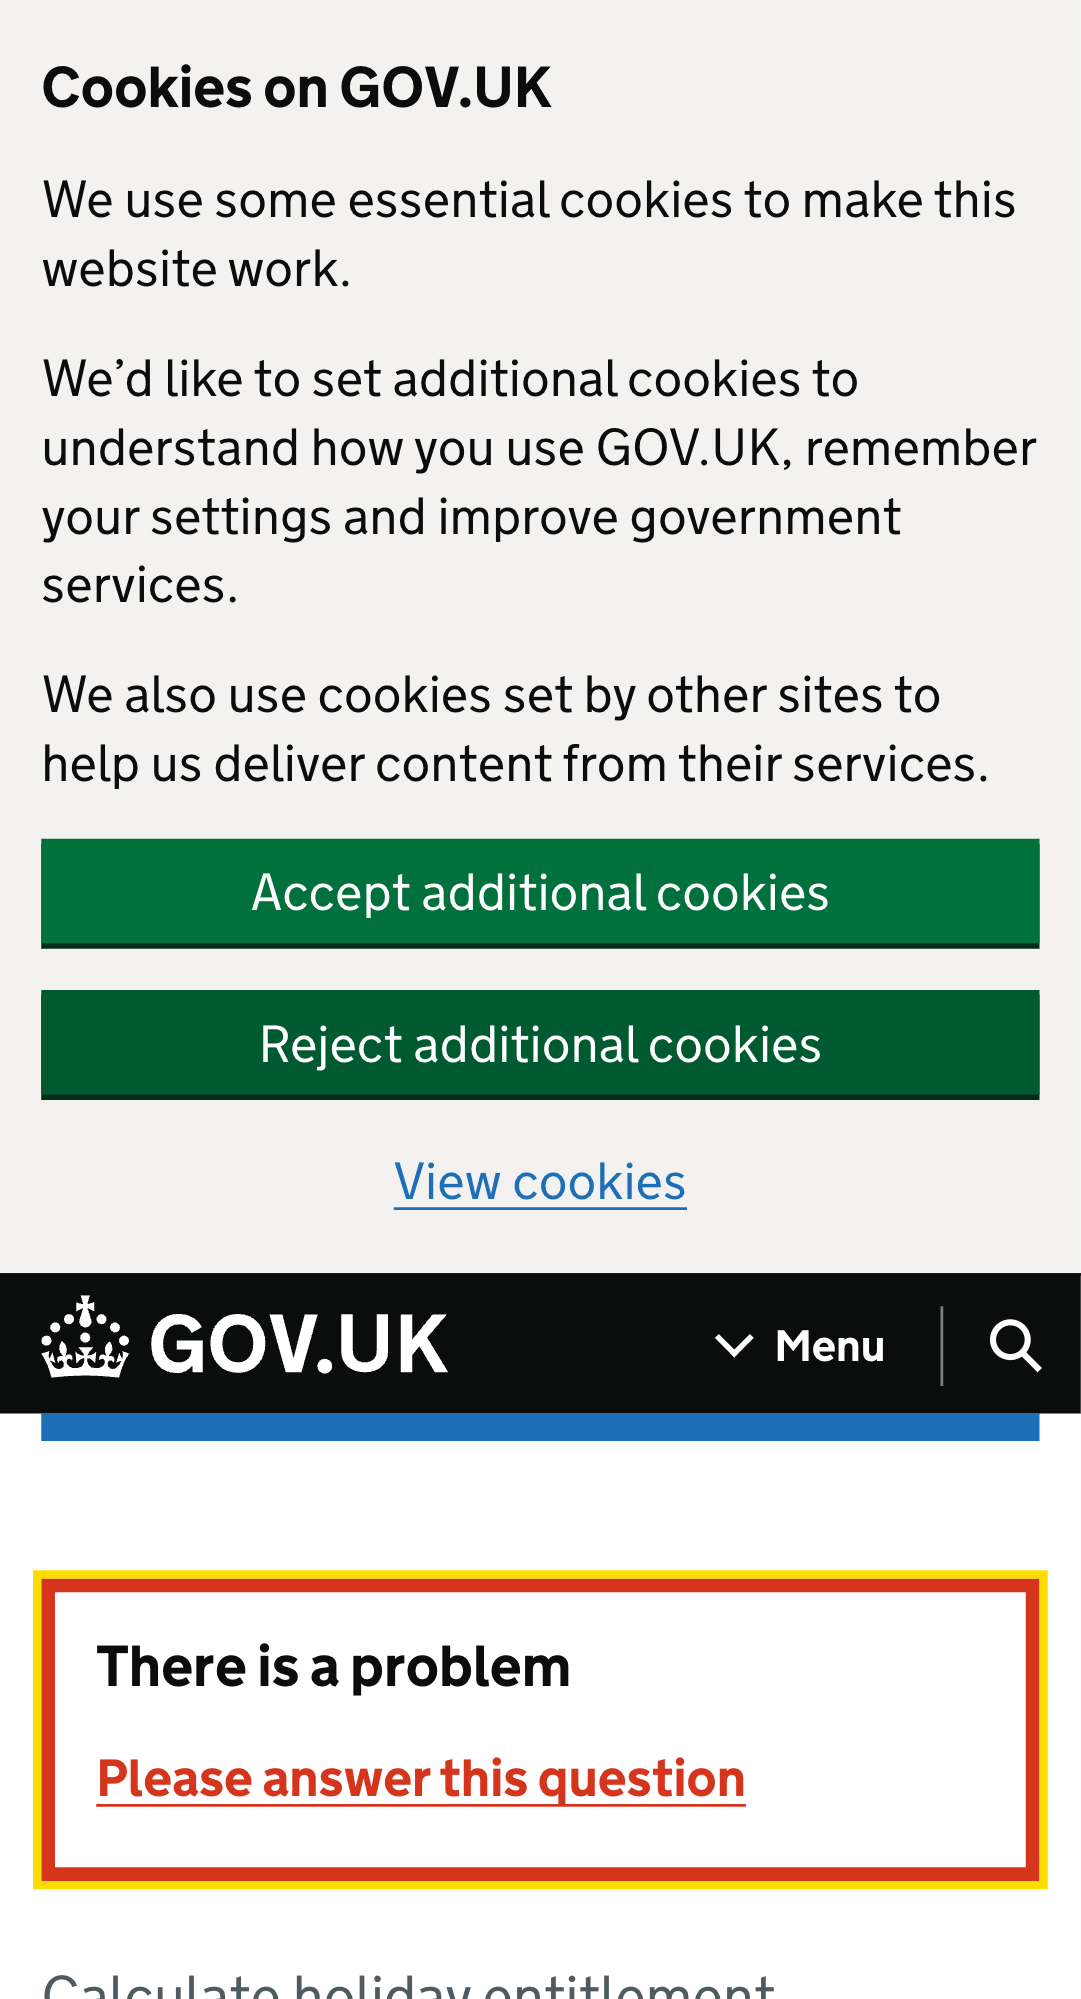 Cookies on GOV.UK
We use some essential cookies to make this
website work.
We’d like to set additional cookies to
understand how you use GOV.UK, remember
your settings and improve government
services.
We also use cookies set by other sites to
help us deliver content from their services.
Accept additional cookies
Reject additional cookies
View cookies
GOV.UK Menu
There is a problem
Please answer this question
Calculate holiday entitlement